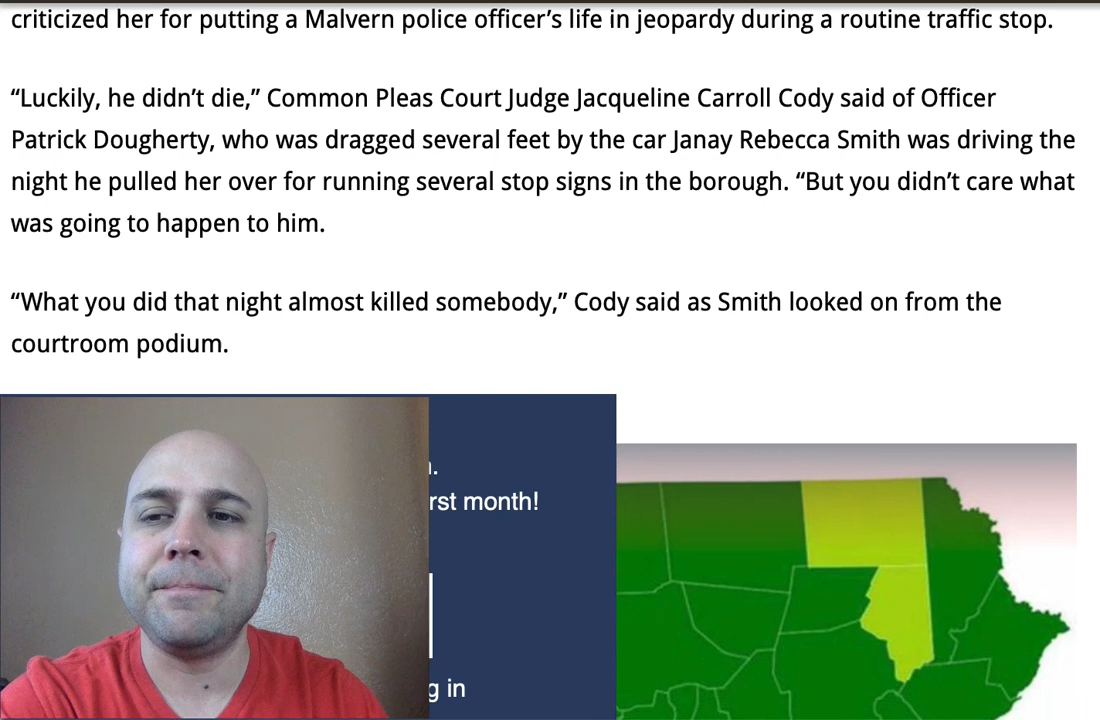 criticized her for putting a Malvern police officer’s life in jeopardy during a routine traffic stop.
“Luckily, he didn’t die,” Common Pleas Court Judge Jacqueline Carroll Cody said of Officer
Patrick Dougherty, who was dragged several feet by the car Janay Rebecca Smith was driving the
night he pulled her over for running several stop signs in the borough. “But you didn’t care what
was going to happen to him.
“What you did that night almost killed somebody,” Cody said as Smith looked on from the
courtroom podium.
month!
in